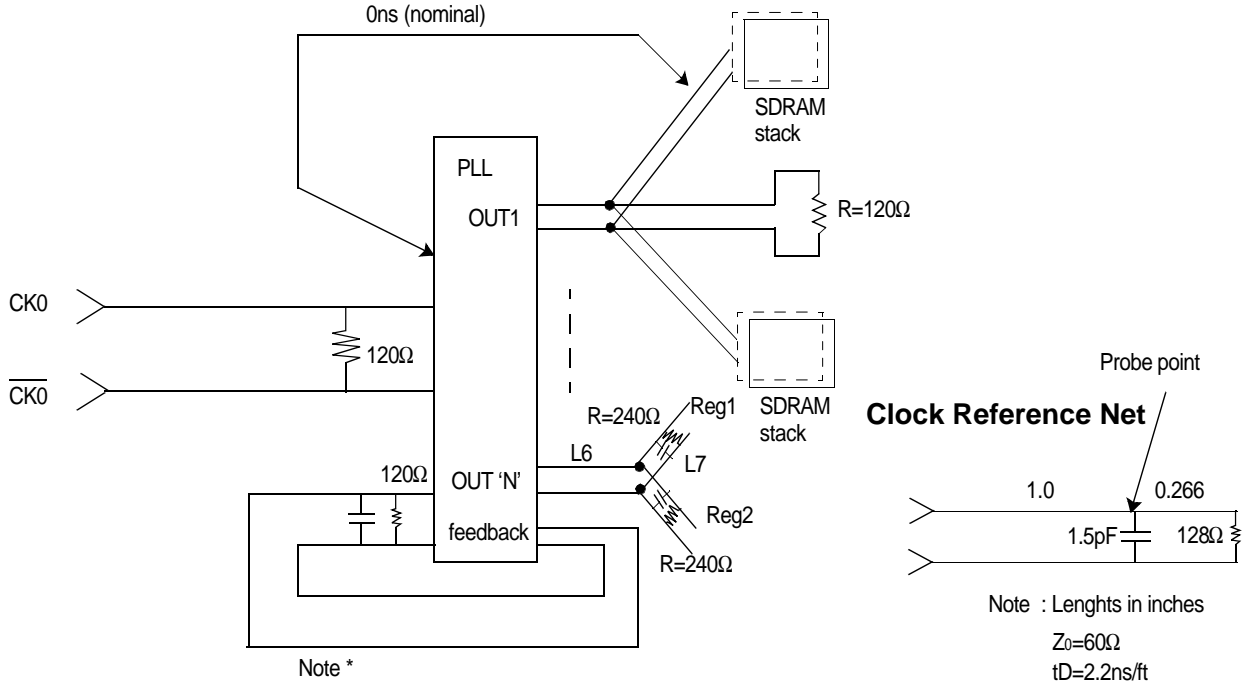 0ns (nominal)
SDRAM
stack
PLL
OUT1
R=120Ω
CK0
120Ω
C̅K̅0̅
SDRAM
stack
Reg1
R=240Ω
L6
L7
120Ω
OUT ‘N’
Reg2
feedback
R=240Ω
Note *
Probe point
Clock Reference Net
1.0
0.266
1.5pF
128Ω
Note : Lenghts in inches
Z0=60Ω
tD=2.2ns/ft